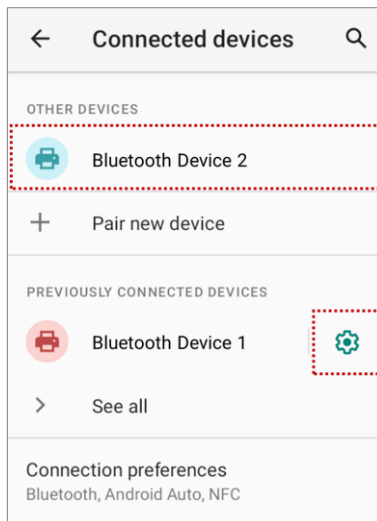 Connected devices
OTHER DEVICES
Bluetooth Device 2
Pair new device
PREVIOUSLY CONNECTED DEVICES
Bluetooth Device 1
See all
Connection preferences
Bluetooth, Android Auto, NFC